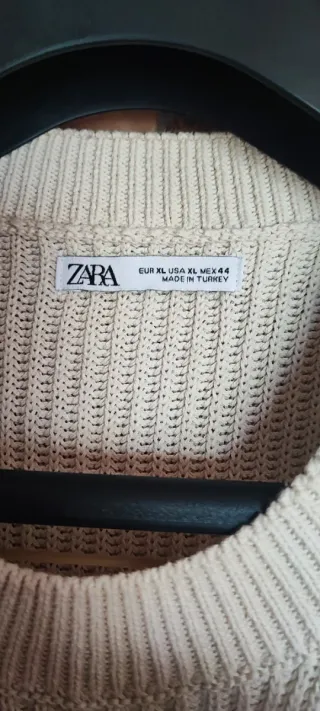 ZARA
EUR XL USA XL MEX 44
MADE IN TURKEY